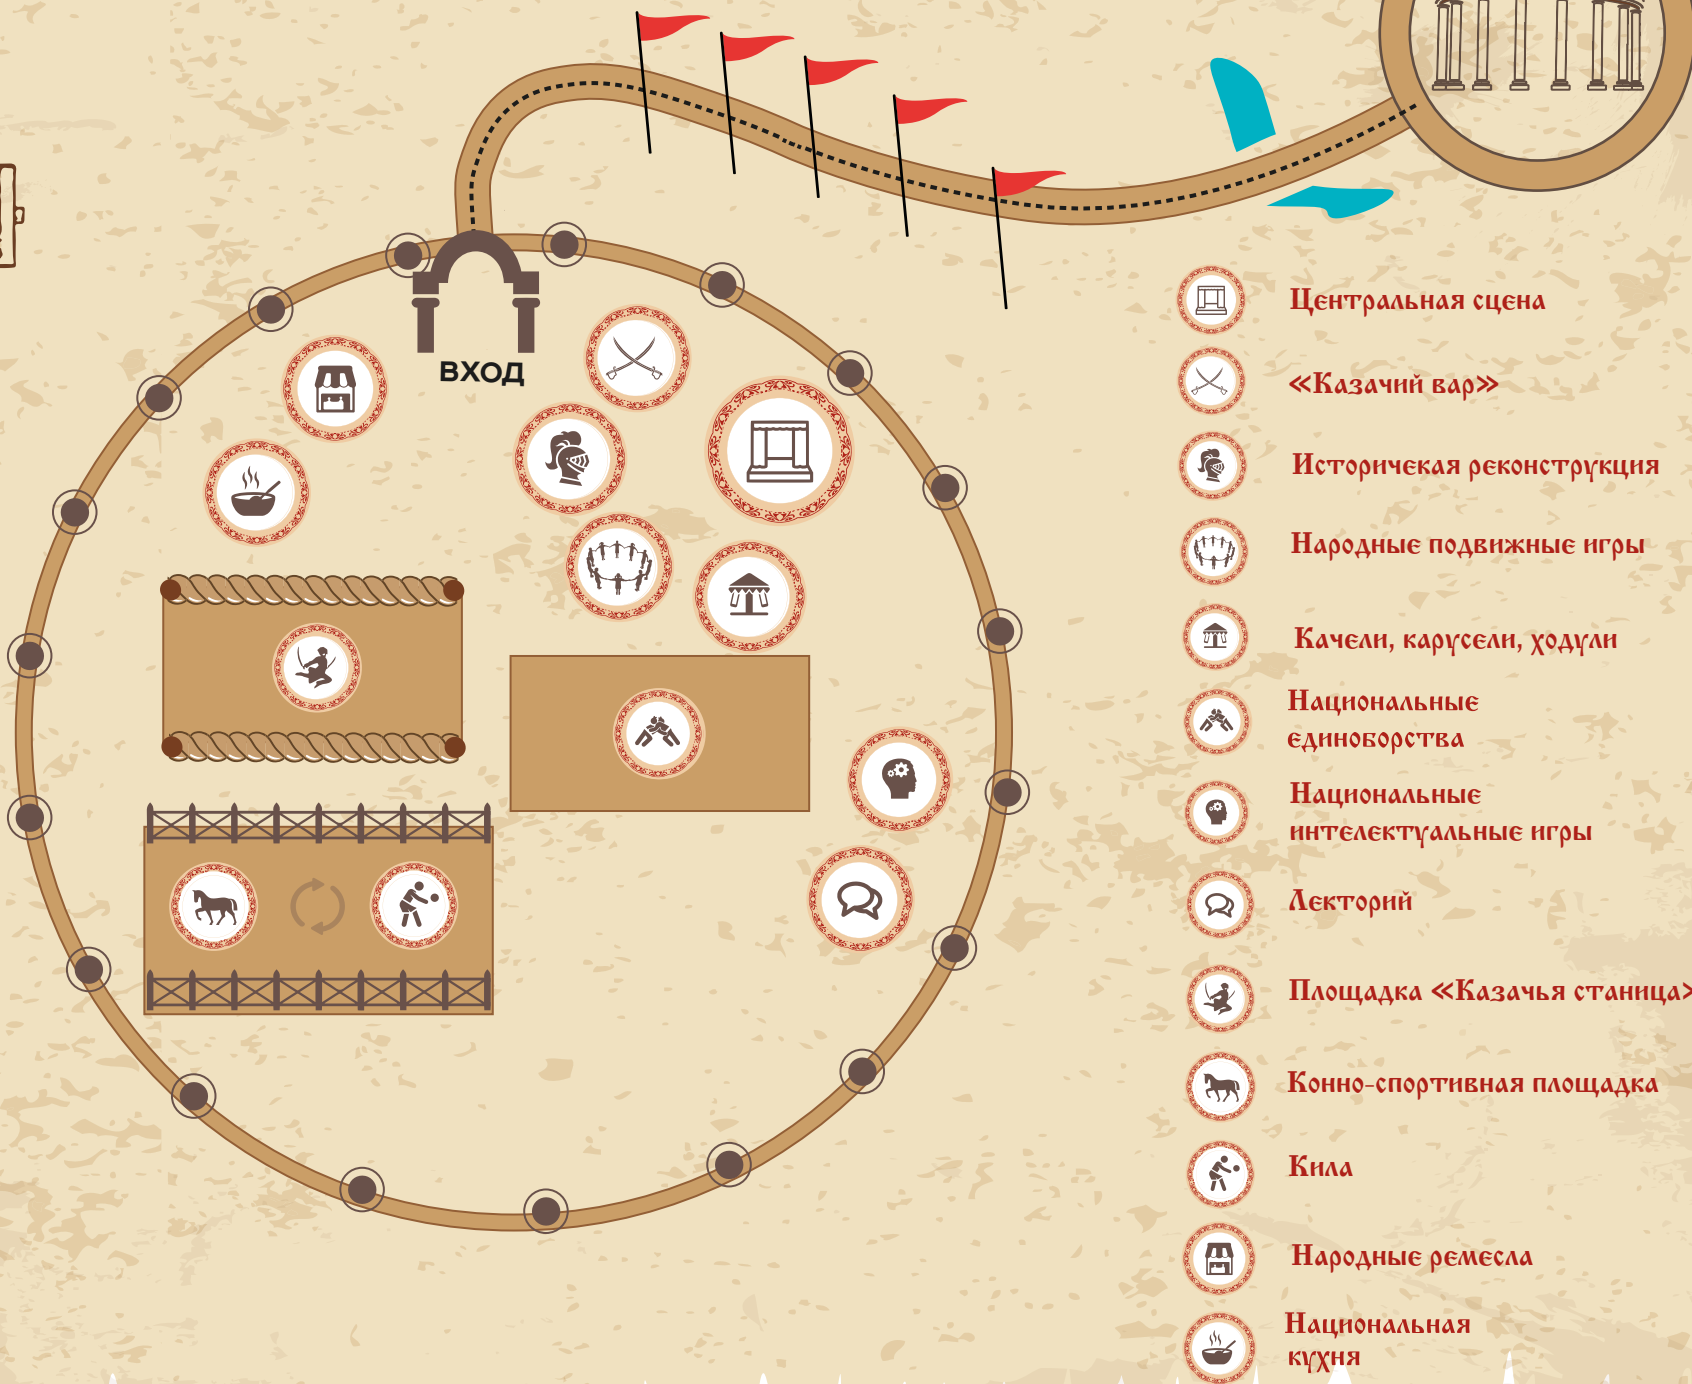 ВХОД
Центральная сцена
«Казачий вар»
Историчекая реконструкция
Народные подвижные игры
Качели, карусели, ходули
Национальные
единоборства
Национальные
интелектуальные игры
Лекторий
Площадка «Казачья станица»
Конно-спортивная площадка
Кила
Народные ремесла
Национальная
кухня